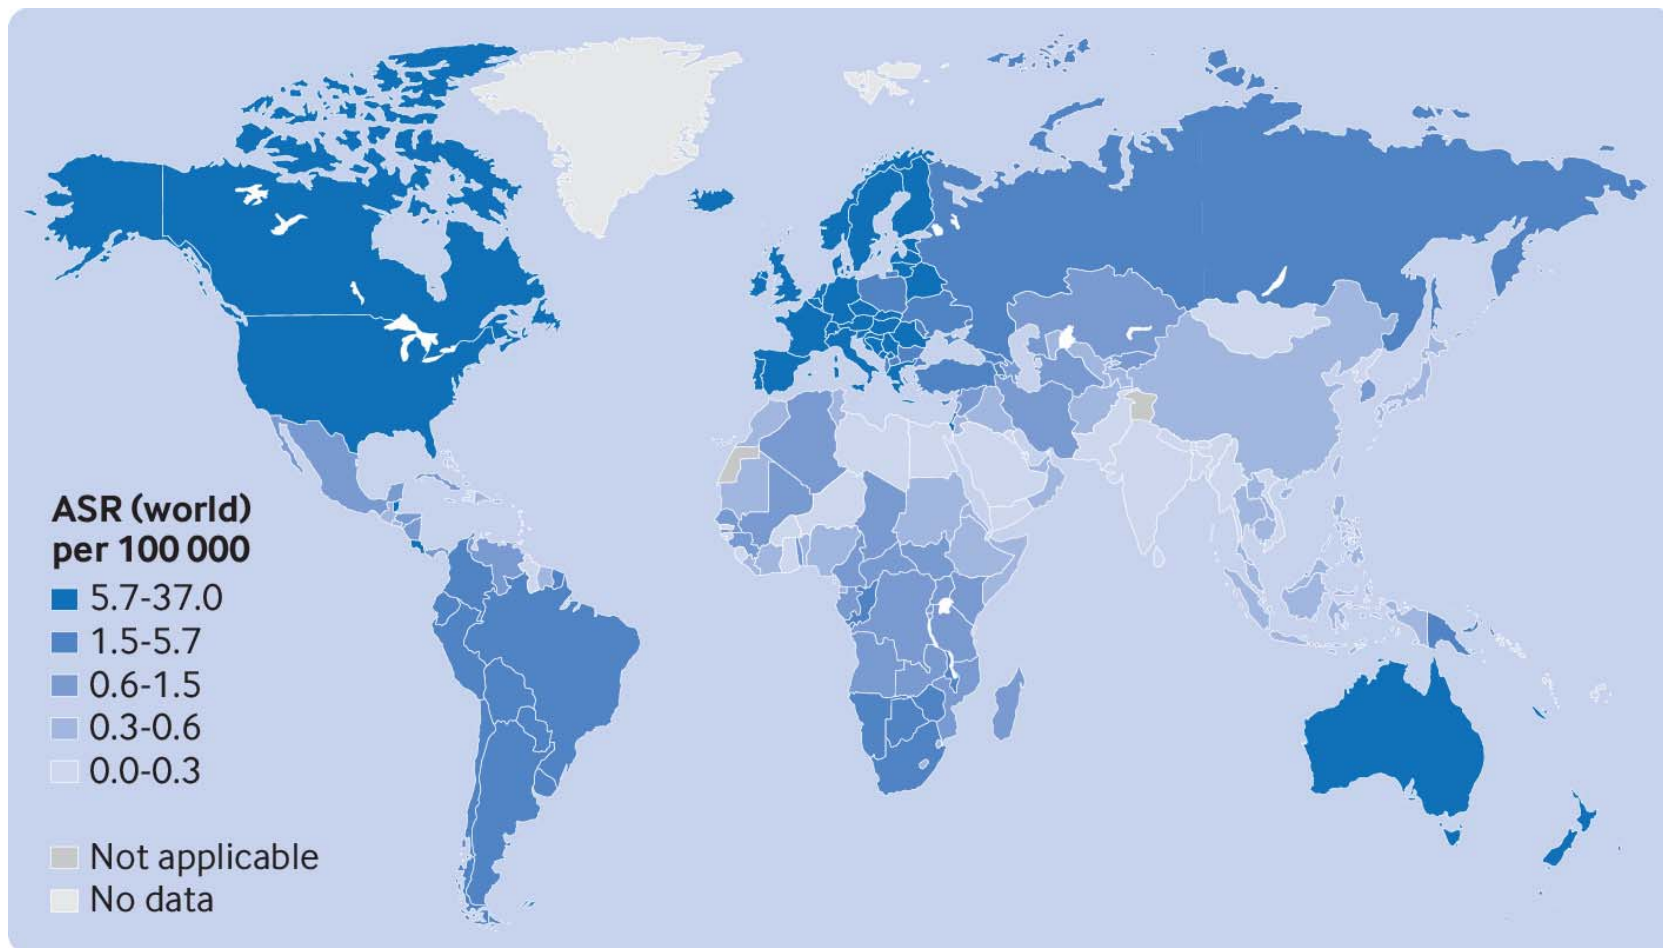 ASR (world)
per 100 000
5.7-37.0
1.5-5.7
0.6-1.5
0.3-0.6
0.0-0.3
Not applicable
No data